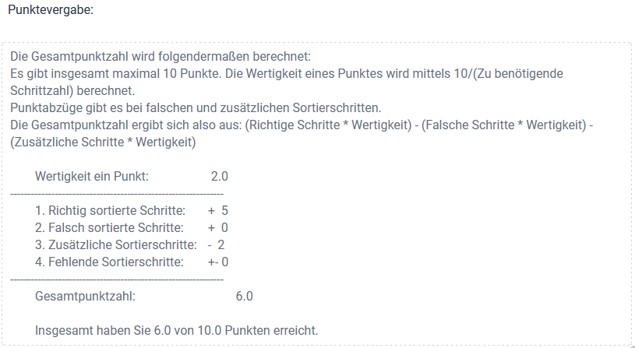 Punktevergabe:
Die Gesamtpunktzahl wird folgendermaßen berechnet:
Es gibt insgesamt maximal 10 Punkte. Die Wertigkeit eines Punktes wird mittels 10/(Zu benötigende
Schrittzahl) berechnet.
Punktabzüge gibt es bei falschen und zusätzlichen Sortierschritten.
Die Gesamtpunktzahl ergibt sich also aus: (Richtige Schritte * Wertigkeit) - (Falsche Schritte * Wertigkeit) -
(Zusätzliche Schritte * Wertigkeit)
Wertigkeit ein Punkt: 2.0
1. Richtig sortierte Schritte: + 5
2. Falsch sortierte Schritte: + 0
3. Zusätzliche Sortierschritte: - 2
4. Fehlende Sortierschritte: +- 0
Gesamtpunktzahl: 6.0
Insgesamt haben Sie 6.0 von 10.0 Punkten erreicht.